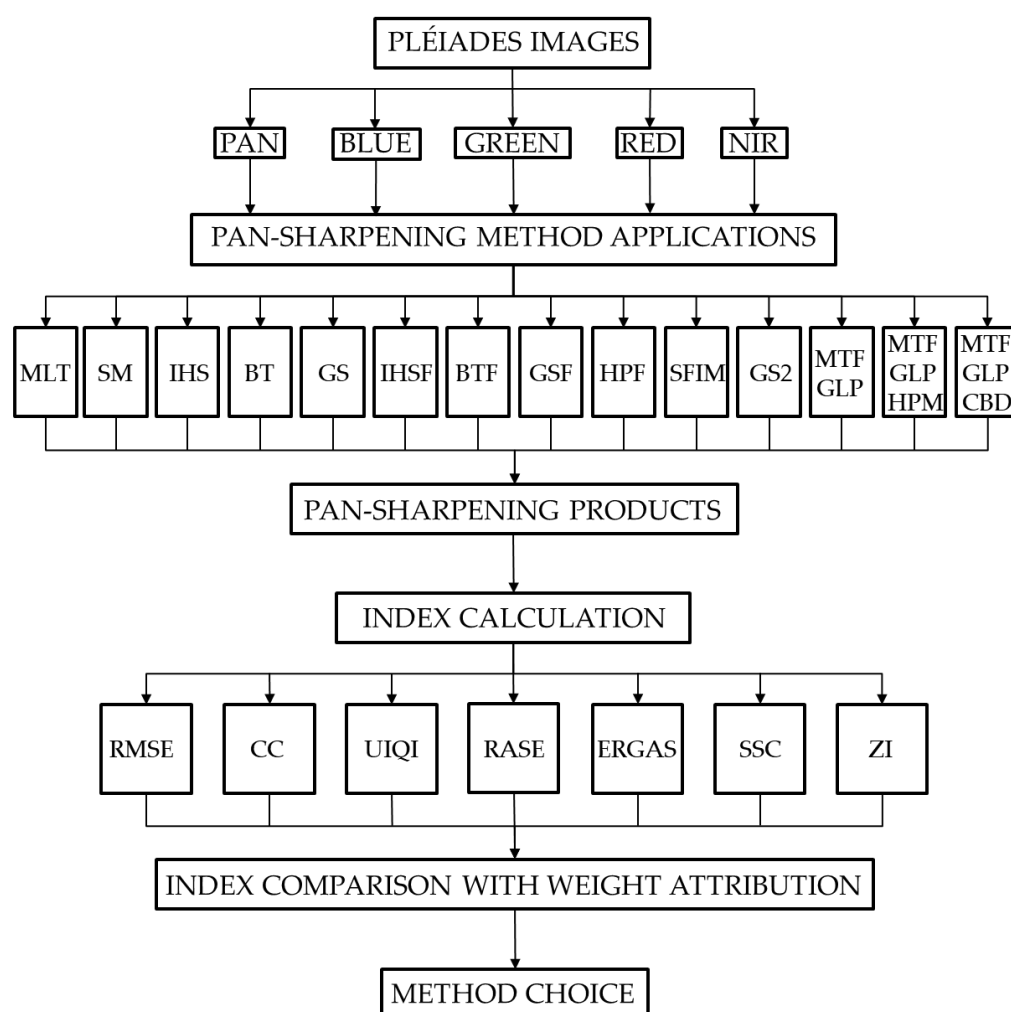 PLÉIADES IMAGES
PAN BLUE GREEN RED NIR
PAN-SHARPENING METHOD APPLICATIONS
MLT SM IHS BT GS IHSF BTF GSF HPF SFIM GS2
MTF
GLP
MTF
GLP
HPM
MTF
GLP
CBD
PAN-SHARPENING PRODUCTS
INDEX CALCULATION
RMSE CC UIQI RASE ERGAS SSC ZI
INDEX COMPARISON WITH WEIGHT ATTRIBUTION
METHOD CHOICE